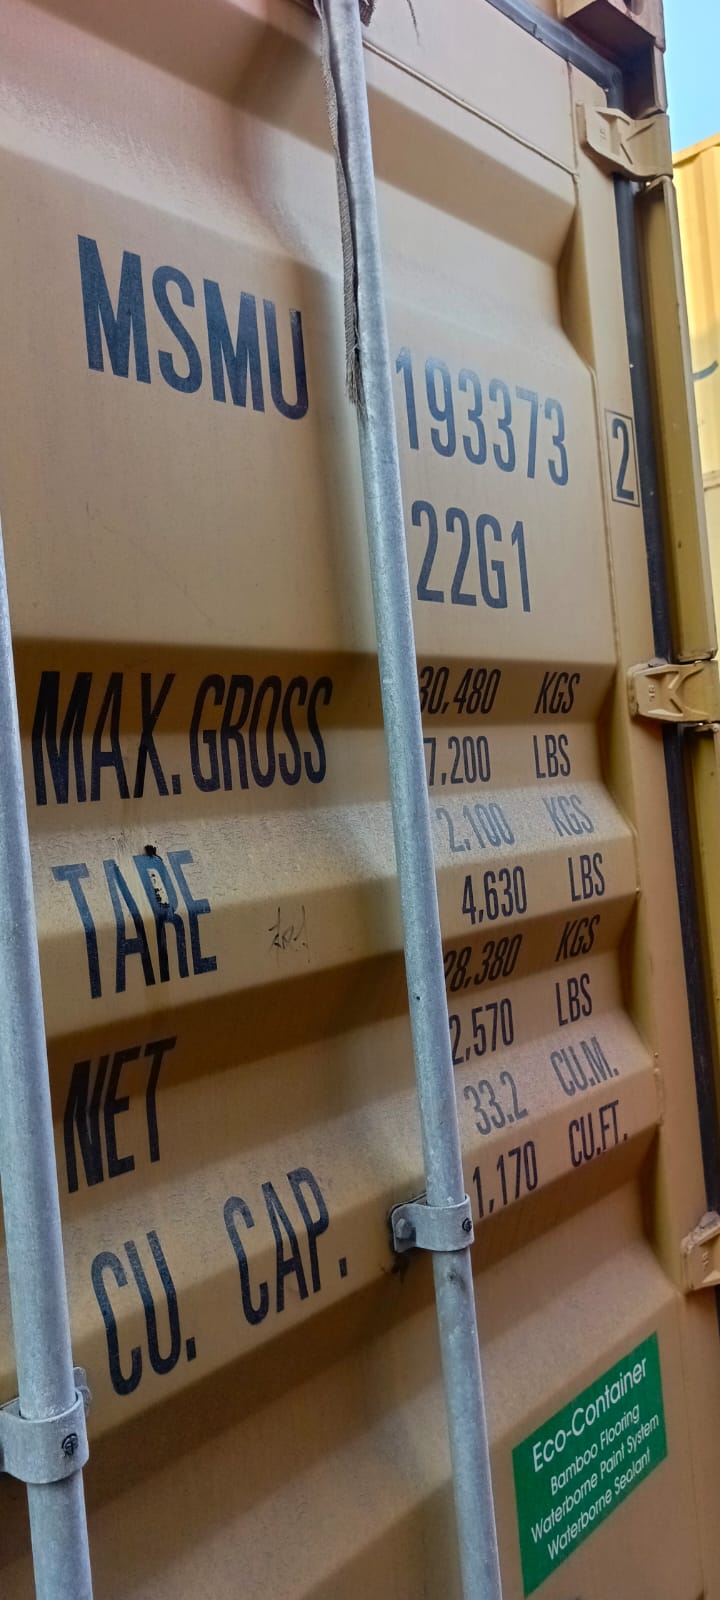 MSMU 193373 2
22G1
MAX.GROSS 30,480 KGS
7,200 LBS
TARE 2,100 KGS
4,630 LBS
NET 28,380 KGS
2,570 LBS
CU. CAP. 33.2 CU.M.
1,170 CU.FT.
Eco-Container
Bamboo Flooring
Waterborne Paint System
Waterborne Sealant